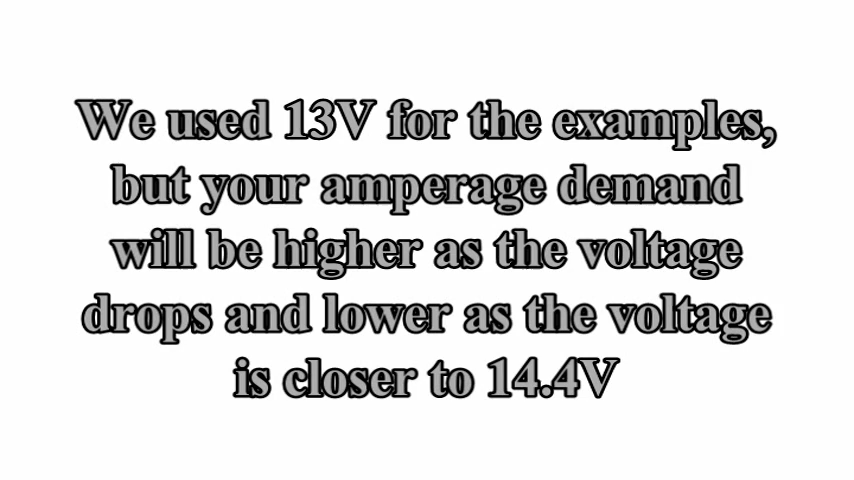 We used 13V for the examples,
but your amperage demand
will be higher as the voltage
drops and lower as the voltage
is closer to 14.4V